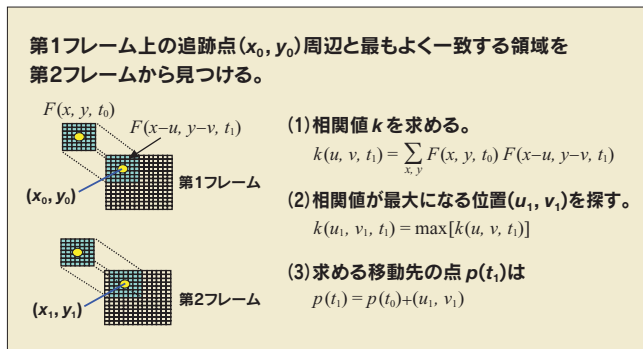 第1フレーム上の追跡点(x₀, y₀)周辺と最もよく一致する領域を
第2フレームから見つける。
F(x, y, t₀)
F(x−u, y−v, t₁)
(x₀, y₀)
第1フレーム
(x₁, y₁)
第2フレーム
(1)相関値 k を求める。
k(u, v, t₁) = ∑ F(x, y, t₀) F(x−u, y−v, t₁)
x, y
(2)相関値が最大になる位置(u₁, v₁)を探す。
k(u₁, v₁, t₁) = max[k(u, v, t₁)]
(3)求める移動先の点 p(t₁)は
p(t₁) = p(t₀)+(u₁, v₁)